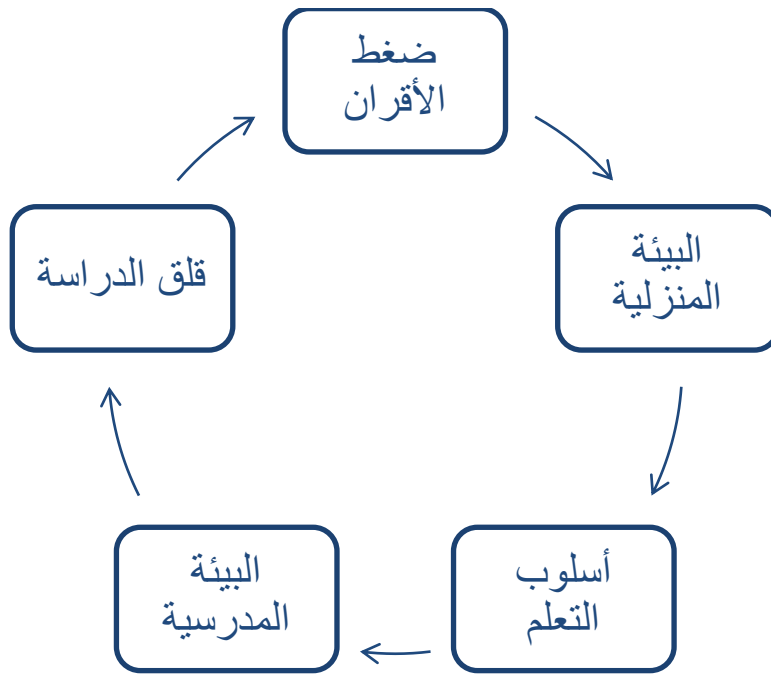 ضغط
الأقران
البيئة
المنزلية
أسلوب
التعلم
البيئة
المدرسية
قلق الدراسة